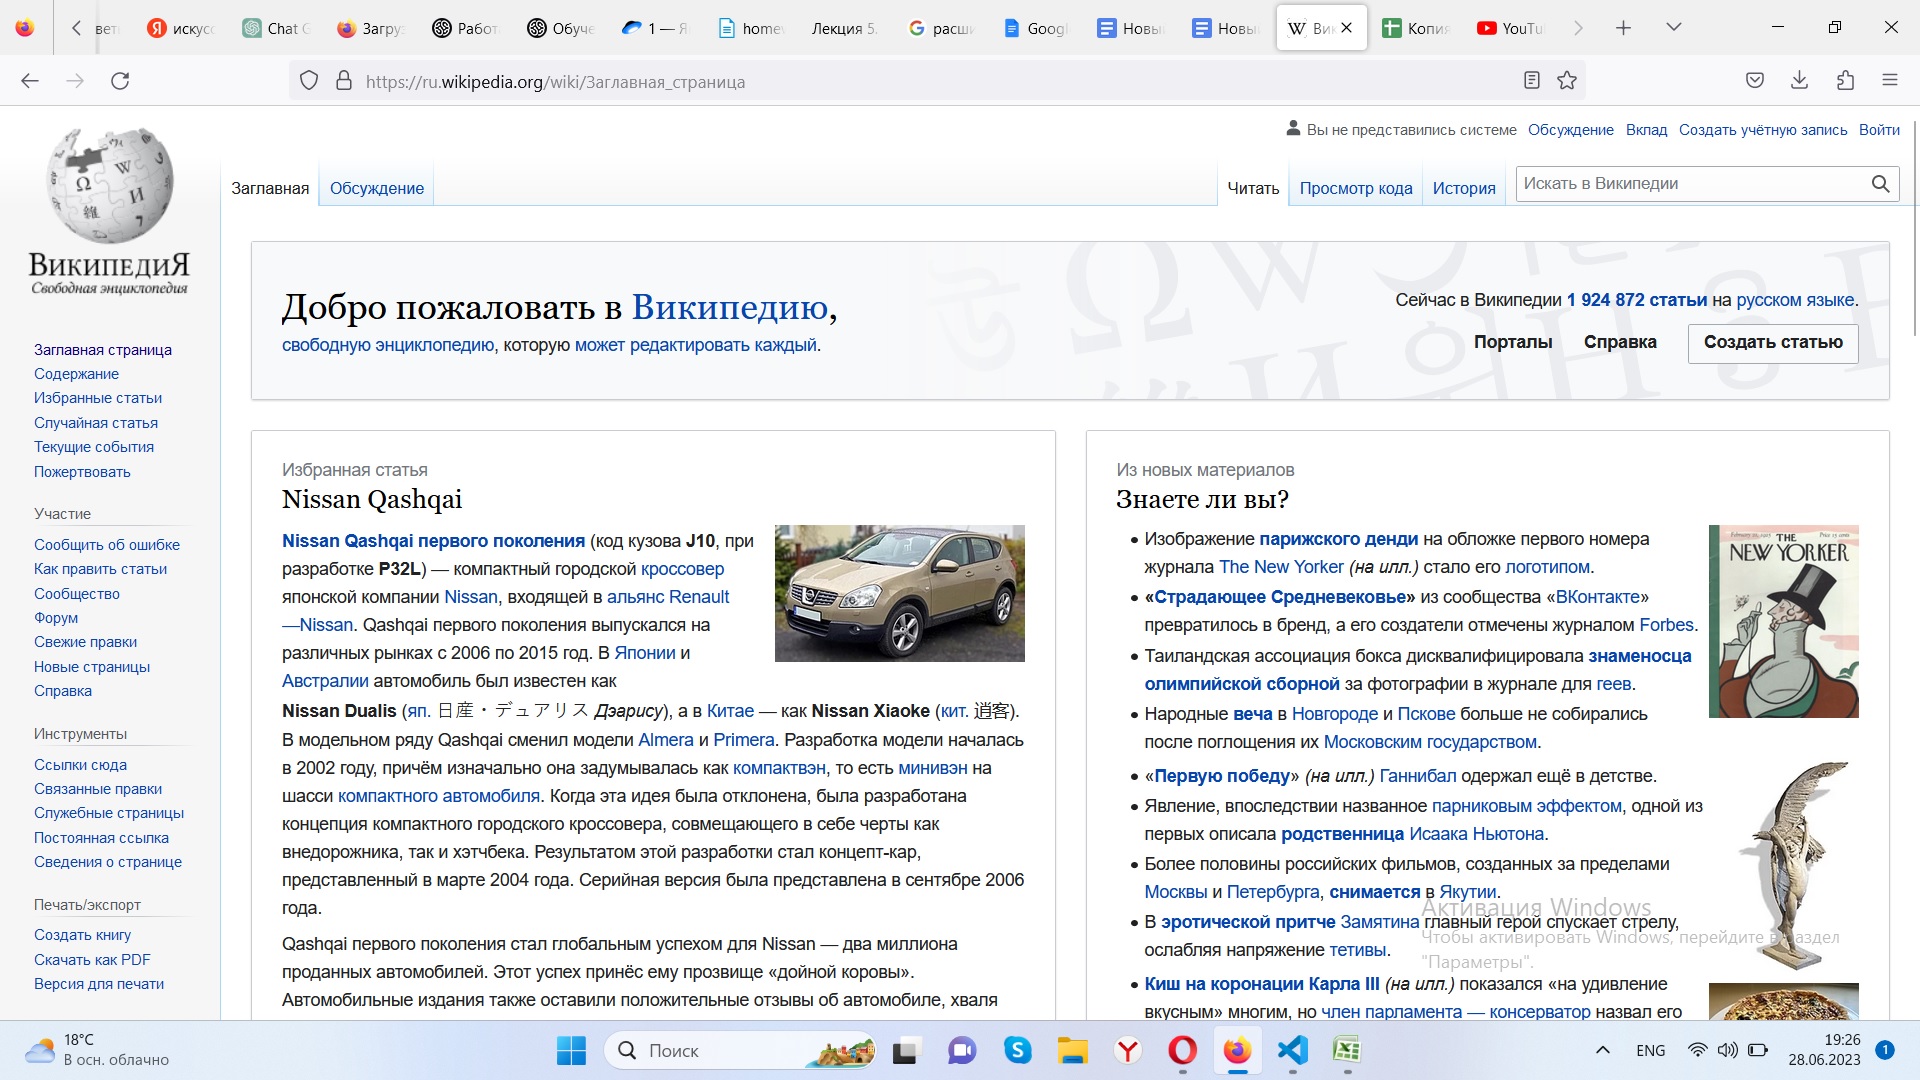 искусс
Chat G
Загруз
Работ
Обуче
1 — Я
home
Лекция 5.
расши
Googl
Новый
Новый
Вик
Копия
YouTu
https://ru.wikipedia.org/wiki/Заглавная_страница
Вы не представились системе Обсуждение Вклад Создать учётную запись Войти
Заглавная Обсуждение Читать Просмотр кода История Искать в Википедии
ВикипедиЯ
Свободная энциклопедия
Заглавная страница
Содержание
Избранные статьи
Случайная статья
Текущие события
Пожертвовать
Участие
Сообщить об ошибке
Как править статьи
Сообщество
Форум
Свежие правки
Новые страницы
Справка
Инструменты
Ссылки сюда
Связанные правки
Служебные страницы
Постоянная ссылка
Сведения о странице
Печать/экспорт
Создать книгу
Скачать как PDF
Версия для печати
Добро пожаловать в Википедию,
свободную энциклопедию, которую может редактировать каждый.
Сейчас в Википедии 1 924 872 статьи на русском языке.
Порталы Справка Создать статью
Избранная статья
Nissan Qashqai
Nissan Qashqai первого поколения (код кузова J10, при
разработке P32L) — компактный городской кроссовер
японской компании Nissan, входящей в альянс Renault
—Nissan. Qashqai первого поколения выпускался на
различных рынках с 2006 по 2015 год. В Японии и
Австралии автомобиль был известен как
Nissan Dualis (яп. 日産・デュアリス Дэарису), а в Китае — как Nissan Xiaoke (кит. 逍客).
В модельном ряду Qashqai сменил модели Almera и Primera. Разработка модели началась
в 2002 году, причём изначально она задумывалась как компактвэн, то есть минивэн на
шасси компактного автомобиля. Когда эта идея была отклонена, была разработана
концепция компактного городского кроссовера, совмещающего в себе черты как
внедорожника, так и хэтчбека. Результатом этой разработки стал концепт-кар,
представленный в марте 2004 года. Серийная версия была представлена в сентябре 2006
года.
Qashqai первого поколения стал глобальным успехом для Nissan — два миллиона
проданных автомобилей. Этот успех принёс ему прозвище «дойной коровы».
Автомобильные издания также оставили положительные отзывы об автомобиле, хваля
Из новых материалов
Знаете ли вы?
Изображение парижского денди на обложке первого номера
журнала The New Yorker (на илл.) стало его логотипом.
«Страдающее Средневековье» из сообщества «ВКонтакте»
превратилось в бренд, а его создатели отмечены журналом Forbes.
Таиландская ассоциация бокса дисквалифицировала знаменосца
олимпийской сборной за фотографии в журнале для геев.
Народные веча в Новгороде и Пскове больше не собирались
после поглощения их Московским государством.
«Первую победу» (на илл.) Ганнибал одержал ещё в детстве.
Явление, впоследствии названное парниковым эффектом, одной из
первых описала родственница Исаака Ньютона.
Более половины российских фильмов, созданных за пределами
Москвы и Петербурга, снимается в Якутии.
В эротической притче Замятина главный герой спускает стрелу,
ослабляя напряжение тетивы.
Киш на коронации Карла III (на илл.) показался «на удивление
вкусным» многим, но член парламента — консерватор назвал его
THE
NEW YORKER
Активация Windows
Чтобы активировать Windows, перейдите в раздел
"Параметры".
18°C
В осн. облачно
Поиск
ENG
19:26
28.06.2023
1